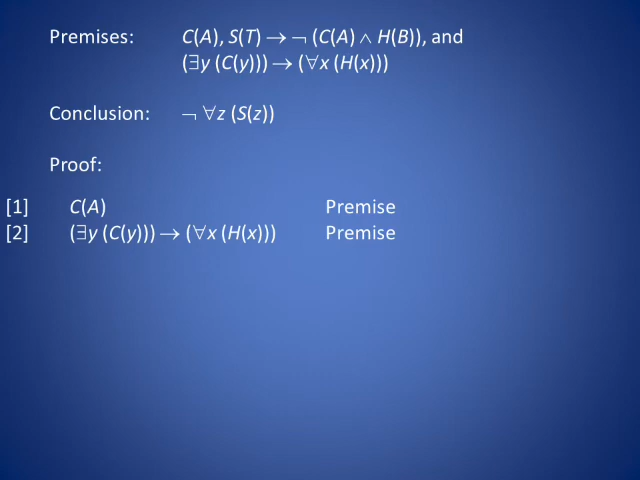 Premises: C(A), S(T) → ¬ (C(A) ∧ H(B)), and
(∃y (C(y))) → (∀x (H(x)))
Conclusion: ¬ ∀z (S(z))
Proof:
[1] C(A) Premise
[2] (∃y (C(y))) → (∀x (H(x))) Premise